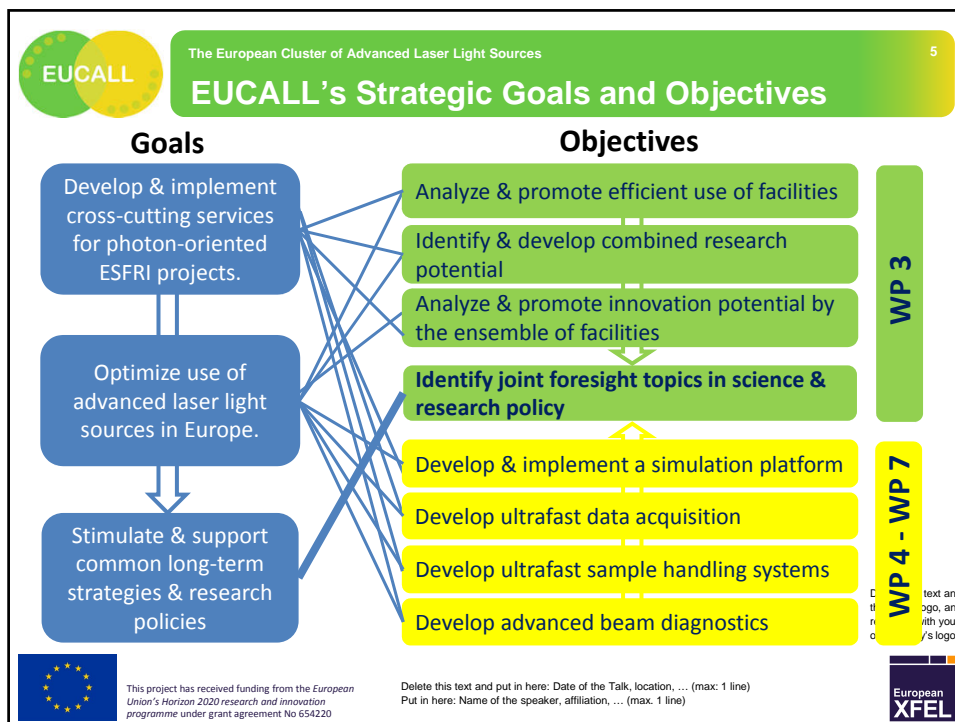 The European Cluster of Advanced Laser Light Sources
5
EUCALL
EUCALL's Strategic Goals and Objectives
Goals
Develop & implement
cross-cutting services
for photon-oriented
ESFRI projects.
Optimize use of
advanced laser light
sources in Europe.
Stimulate & support
common long-term
strategies & research
policies
Objectives
Analyze & promote efficient use of facilities
Identify & develop combined research
potential
Analyze & promote innovation potential by
the ensemble of facilities
Identify joint foresight topics in science &
research policy
Develop & implement a simulation platform
Develop ultrafast data acquisition
Develop ultrafast sample handling systems
Develop advanced beam diagnostics
WP 3
WP 4 - WP 7
text an
ogo, an
with you
y's logo
This project has received funding from the European
Union's Horizon 2020 research and innovation
programme under grant agreement No 654220
Delete this text and put in here: Date of the Talk, location, … (max: 1 line)
Put in here: Name of the speaker, affiliation, … (max. 1 line)
European
XFEL